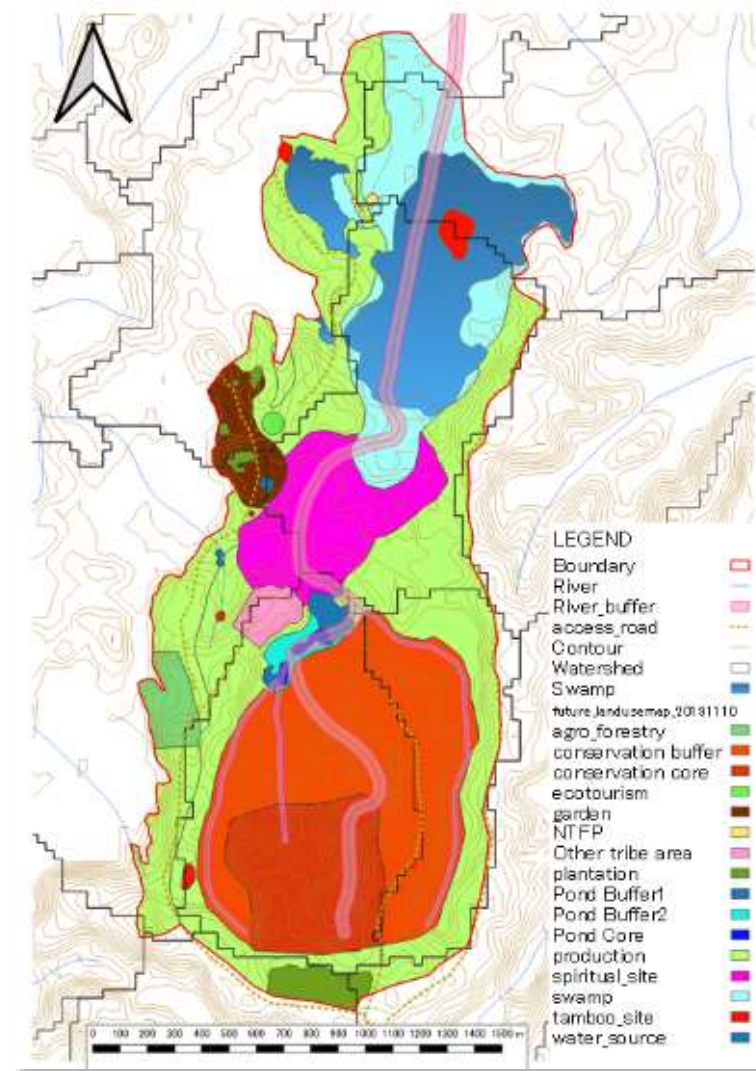 LEGEND
Boundary
River
River_buffer
access_road
Contour
Watershed
Swamp
future_landusemap_20191110
agro_forestry
conservation buffer
conservation core
ecotourism
garden
NTFP
Other tribe area
plantation
Pond Buffer1
Pond Buffer2
Pond Core
production
spiritual_site
swamp
tamboo_site
water_source
0 100 200 300 400 500 600 700 800 900 1000 1100 1200 1300 1400 1500 m